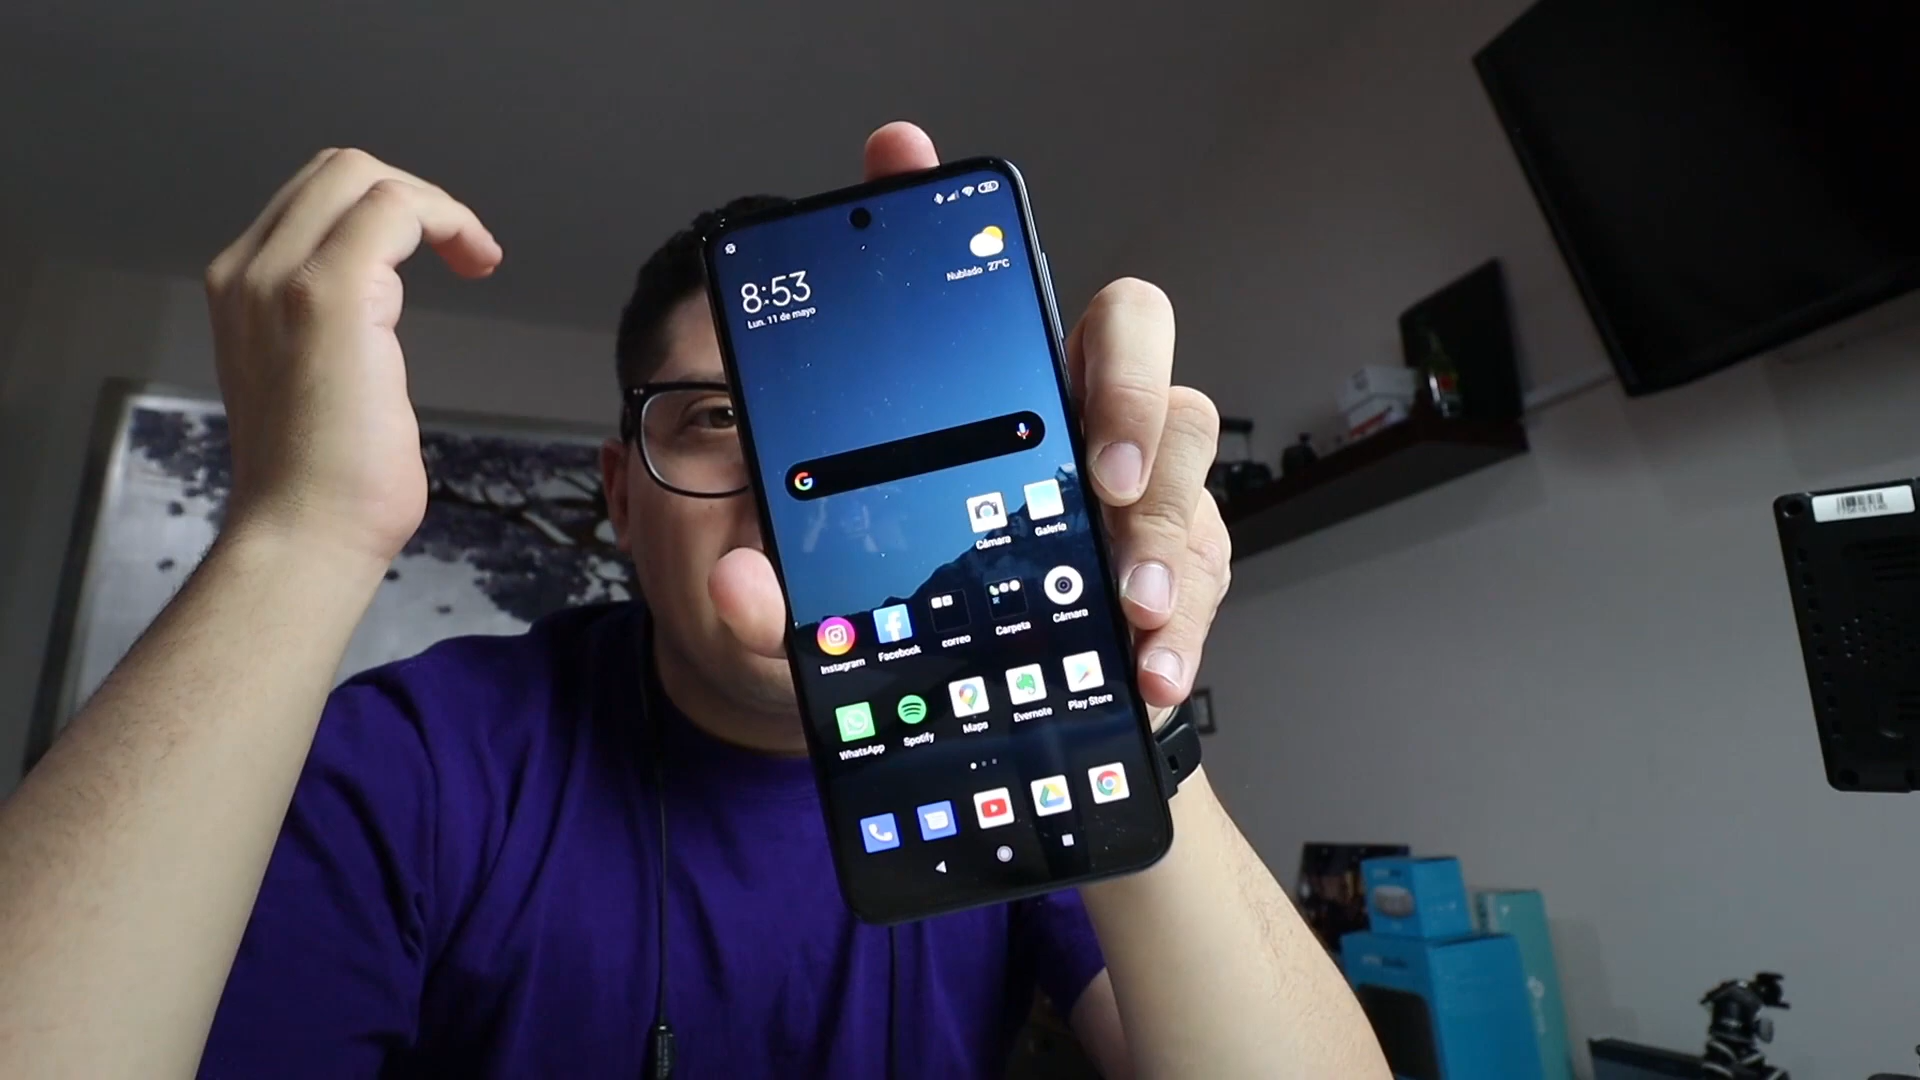 8:53
Lun. 11 de mayo
Nublado 27°C
Cámara
Galería
Instagram
Facebook
correo
Carpeta
Cámara
WhatsApp
Spotify
Maps
Evernote
Play Store